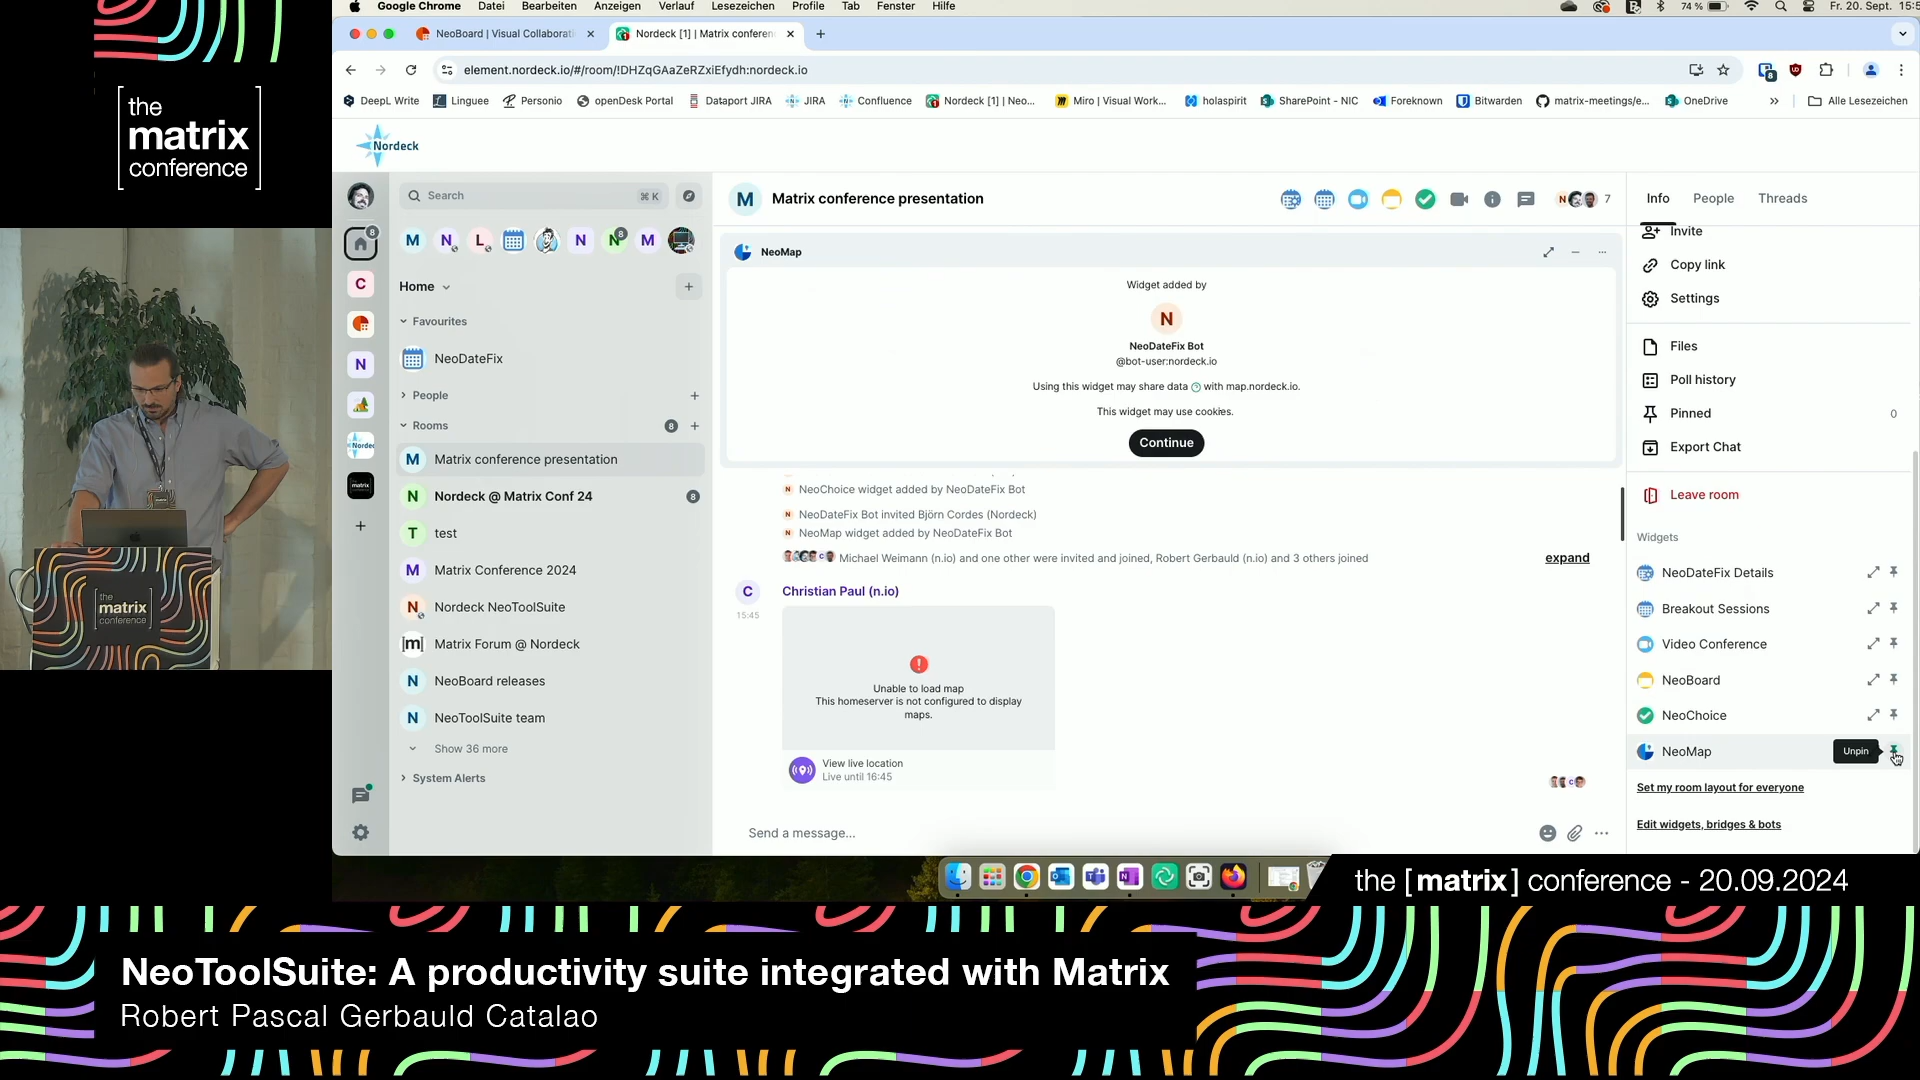 the
matrix
conference
Google Chrome Datei Bearbeiten Anzeigen Verlauf Lesezeichen Profile Tab Fenster Hilfe 74 % Fr. 20. Sept.
NeoBoard | Visual Collaborati
Nordeck [1] | Matrix conferen
element.nordeck.io/#/room/!DHZqGAaZeRZxiEfydh:nordeck.io
DeepL Write Linguee Personio openDesk Portal Dataport JIRA JIRA Confluence Nordeck [1] | Neo... Miro | Visual Work... holaspirit SharePoint - NIC Foreknown Bitwarden matrix-meetings/e... OneDrive » Alle Lesezeichen
Nordeck
Search ⌘ K
M Matrix conference presentation
N 7
Info People Threads
M N L N N 8 M
8
Home
Favourites
NeoDateFix
People
Rooms 8
M Matrix conference presentation
N Nordeck @ Matrix Conf 24 8
T test
M Matrix Conference 2024
N Nordeck NeoToolSuite
[m] Matrix Forum @ Nordeck
N NeoBoard releases
N NeoToolSuite team
Show 36 more
System Alerts
C
N
Nordec
NeoMap
Widget added by
N
NeoDateFix Bot
@bot-user:nordeck.io
Using this widget may share data ? with map.nordeck.io.
This widget may use cookies.
Continue
N NeoChoice widget added by NeoDateFix Bot
N NeoDateFix Bot invited Björn Cordes (Nordeck)
N NeoMap widget added by NeoDateFix Bot
C Michael Weimann (n.io) and one other were invited and joined, Robert Gerbauld (n.io) and 3 others joined expand
C Christian Paul (n.io)
15:45
Unable to load map
This homeserver is not configured to display
maps.
View live location
Live until 16:45
Send a message...
Invite
Copy link
Settings
Files
Poll history
Pinned 0
Export Chat
Leave room
Widgets
NeoDateFix Details
Breakout Sessions
Video Conference
NeoBoard
NeoChoice
NeoMap Unpin
Set my room layout for everyone
Edit widgets, bridges & bots
the
matrix
conference
the [matrix] conference - 20.09.2024
NeoToolSuite: A productivity suite integrated with Matrix
Robert Pascal Gerbauld Catalao